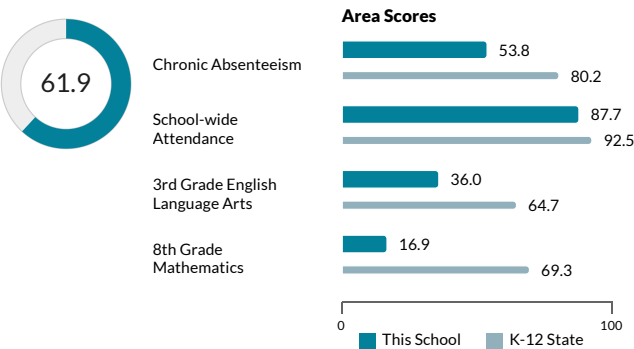 Area Scores
61.9
Chronic Absenteeism
53.8
80.2
School-wide
Attendance
87.7
92.5
3rd Grade English
Language Arts
36.0
64.7
8th Grade
Mathematics
16.9
69.3
0
100
This School
K-12 State